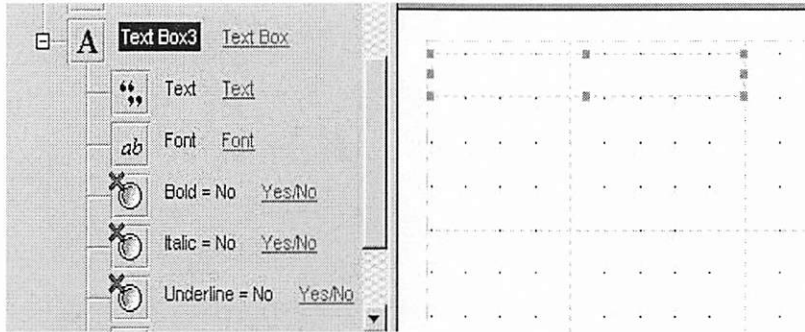 A Text Box3 Text Box
❝ Text Text
ab Font Font
Bold = No Yes/No
Italic = No Yes/No
Underline = No Yes/No